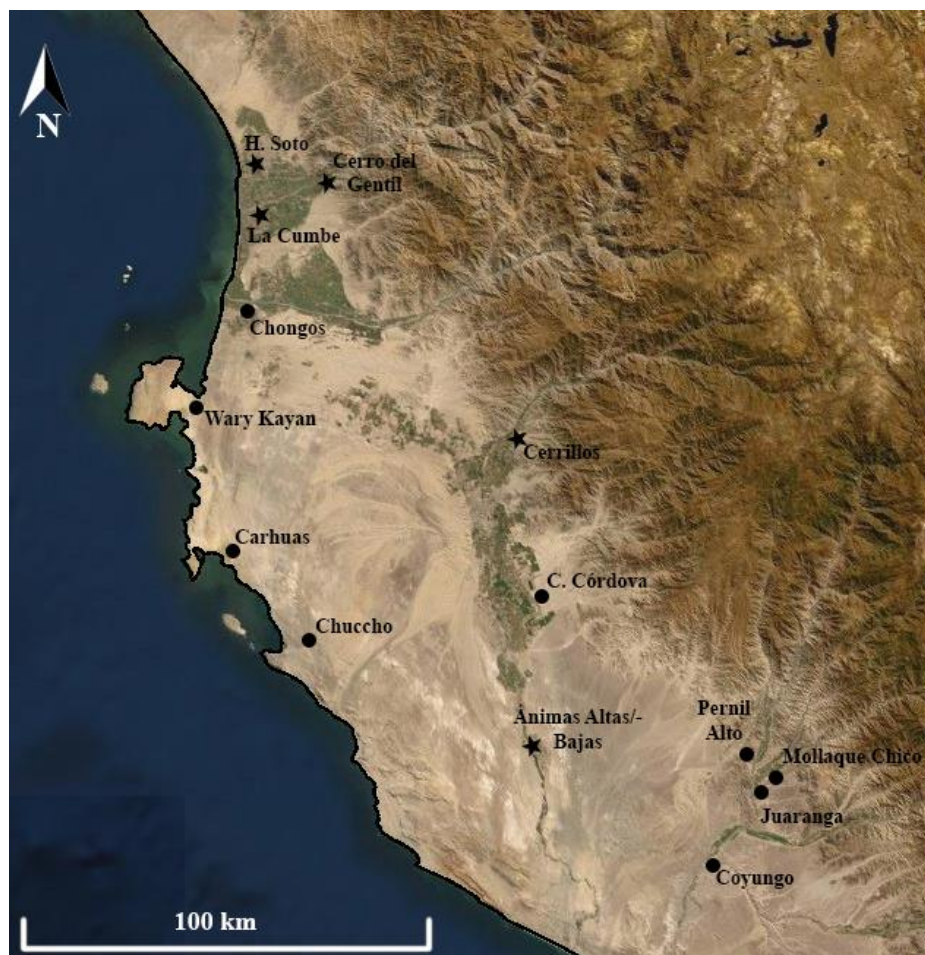 N
H. Soto
Cerro del
Gentil
La Cumbe
Chongos
Wary Kayan
Cerrillos
Carhuas
C. Córdova
Chuccho
Ánimas Altas/-
Bajas
Pernil
Alto
Mollaque Chico
Juaranga
Coyungo
100 km